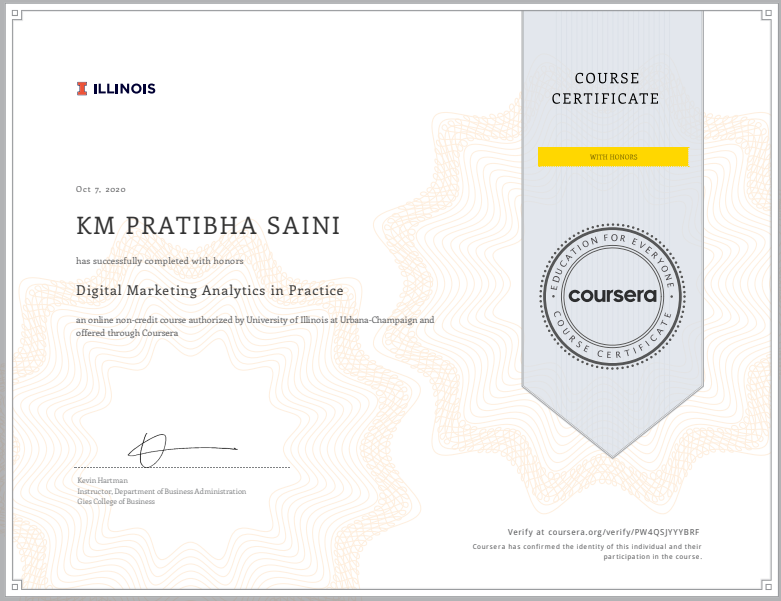 ILLINOIS
COURSE
CERTIFICATE
WITH HONORS
Oct 7, 2020
KM PRATIBHA SAINI
has successfully completed with honors
Digital Marketing Analytics in Practice
an online non-credit course authorized by University of Illinois at Urbana-Champaign and
offered through Coursera
EDUCATION FOR EVERYONE
coursera
COURSE CERTIFICATE
Kevin Hartman
Instructor, Department of Business Administration
Gies College of Business
Verify at coursera.org/verify/PW4QSJYYYBRF
Coursera has confirmed the identity of this individual and their
participation in the course.